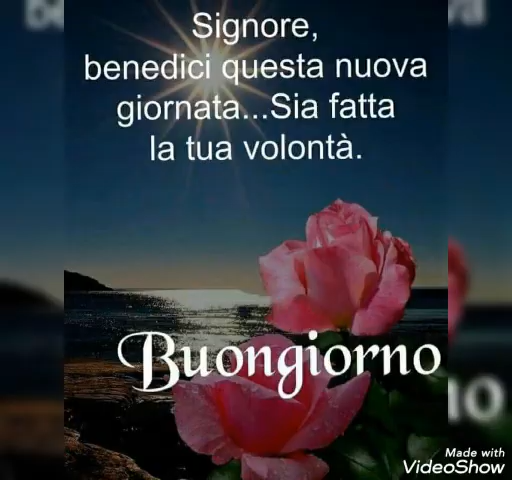 Signore,
benedici questa nuova
giornata...Sia fatta
la tua volontà.
Buongiorno
Made with
VideoShow